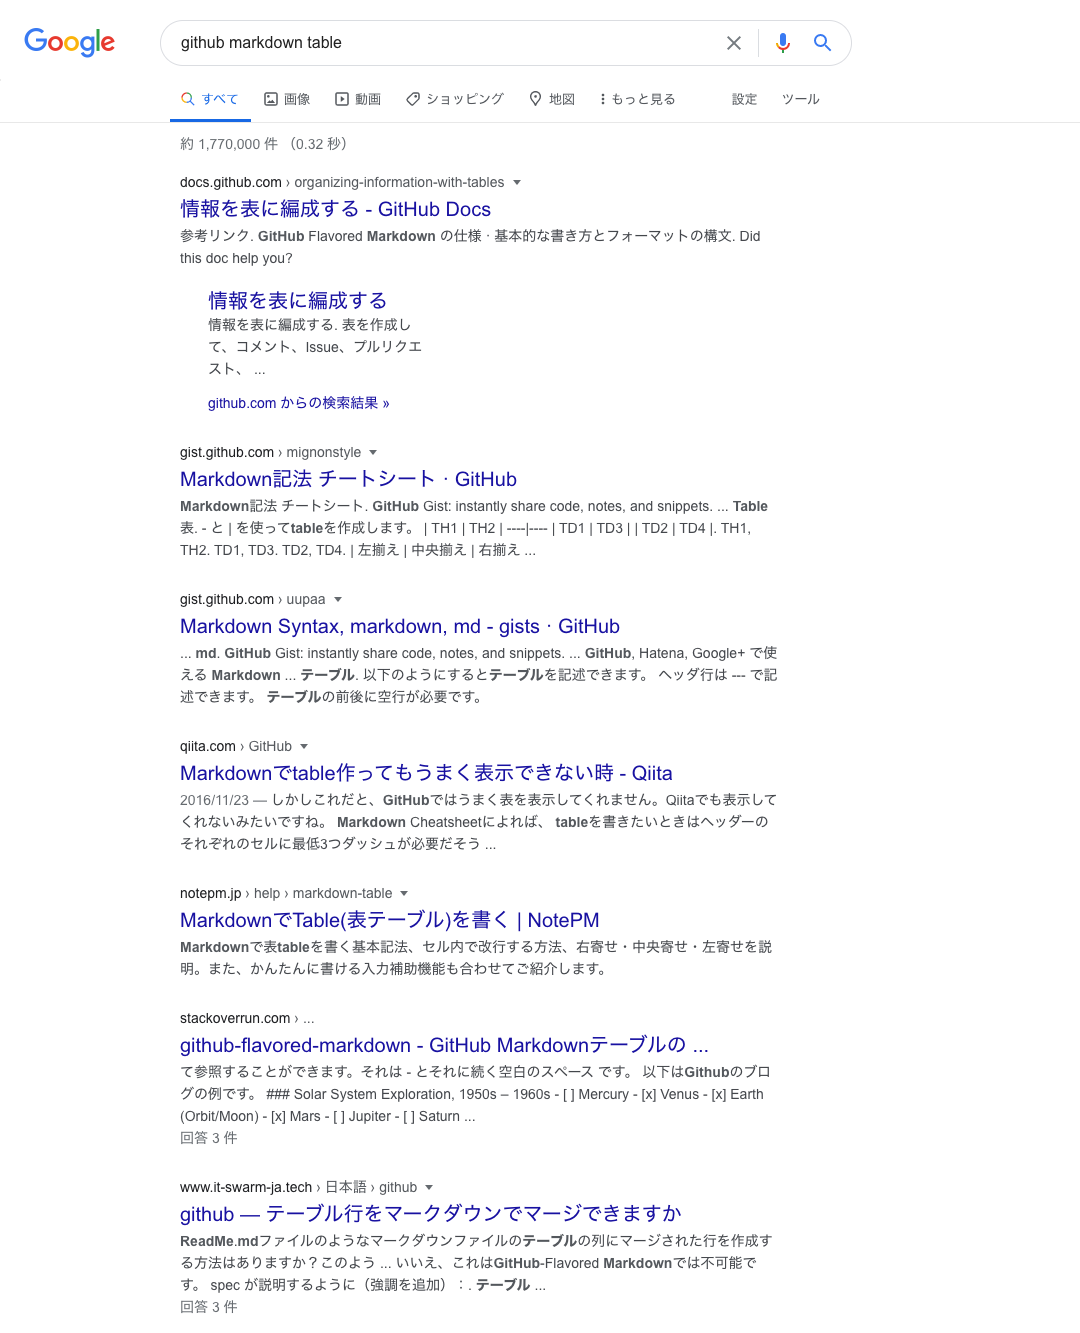 Google
github markdown table
すべて 画像 動画 ショッピング 地図 もっと見る 設定 ツール
約 1,770,000 件 （0.32 秒）
docs.github.com › organizing-information-with-tables
情報を表に編成する - GitHub Docs
参考リンク. GitHub Flavored Markdown の仕様 · 基本的な書き方とフォーマットの構文. Did
this doc help you?
情報を表に編成する
情報を表に編成する. 表を作成し
て、コメント、Issue、プルリクエ
スト、 ...
github.com からの検索結果 »
gist.github.com › mignonstyle
Markdown記法 チートシート · GitHub
Markdown記法 チートシート. GitHub Gist: instantly share code, notes, and snippets. ... Table
表. - と | を使ってtableを作成します。 | TH1 | TH2 | ----|---- | TD1 | TD3 | | TD2 | TD4 |. TH1,
TH2. TD1, TD3. TD2, TD4. | 左揃え | 中央揃え | 右揃え ...
gist.github.com › uupaa
Markdown Syntax, markdown, md - gists · GitHub
... md. GitHub Gist: instantly share code, notes, and snippets. ... GitHub, Hatena, Google+ で使
える Markdown ... テーブル. 以下のようにするとテーブルを記述できます。 ヘッダ行は --- で記
述できます。 テーブルの前後に空行が必要です。
qiita.com › GitHub
Markdownでtable作ってもうまく表示できない時 - Qiita
2016/11/23 — しかしこれだと、GitHubではうまく表を表示してくれません。Qiitaでも表示して
くれないみたいですね。 Markdown Cheatsheetによれば、 tableを書きたいときはヘッダーの
それぞれのセルに最低3つダッシュが必要だそう ...
notepm.jp › help › markdown-table
MarkdownでTable(表テーブル)を書く | NotePM
Markdownで表tableを書く基本記法、セル内で改行する方法、右寄せ・中央寄せ・左寄せを説
明。また、かんたんに書ける入力補助機能も合わせてご紹介します。
stackoverrun.com › ...
github-flavored-markdown - GitHub Markdownテーブルの ...
て参照することができます。それは - とそれに続く空白のスペース です。 以下はGithubのブロ
グの例です。 ### Solar System Exploration, 1950s – 1960s - [ ] Mercury - [x] Venus - [x] Earth
(Orbit/Moon) - [x] Mars - [ ] Jupiter - [ ] Saturn ...
回答 3 件
www.it-swarm-ja.tech › 日本語 › github
github — テーブル行をマークダウンでマージできますか
ReadMe.mdファイルのようなマークダウンファイルのテーブルの列にマージされた行を作成す
る方法はありますか？このよう ... いいえ、これはGitHub-Flavored Markdownでは不可能で
す。 spec が説明するように（強調を追加）：. テーブル ...
回答 3 件